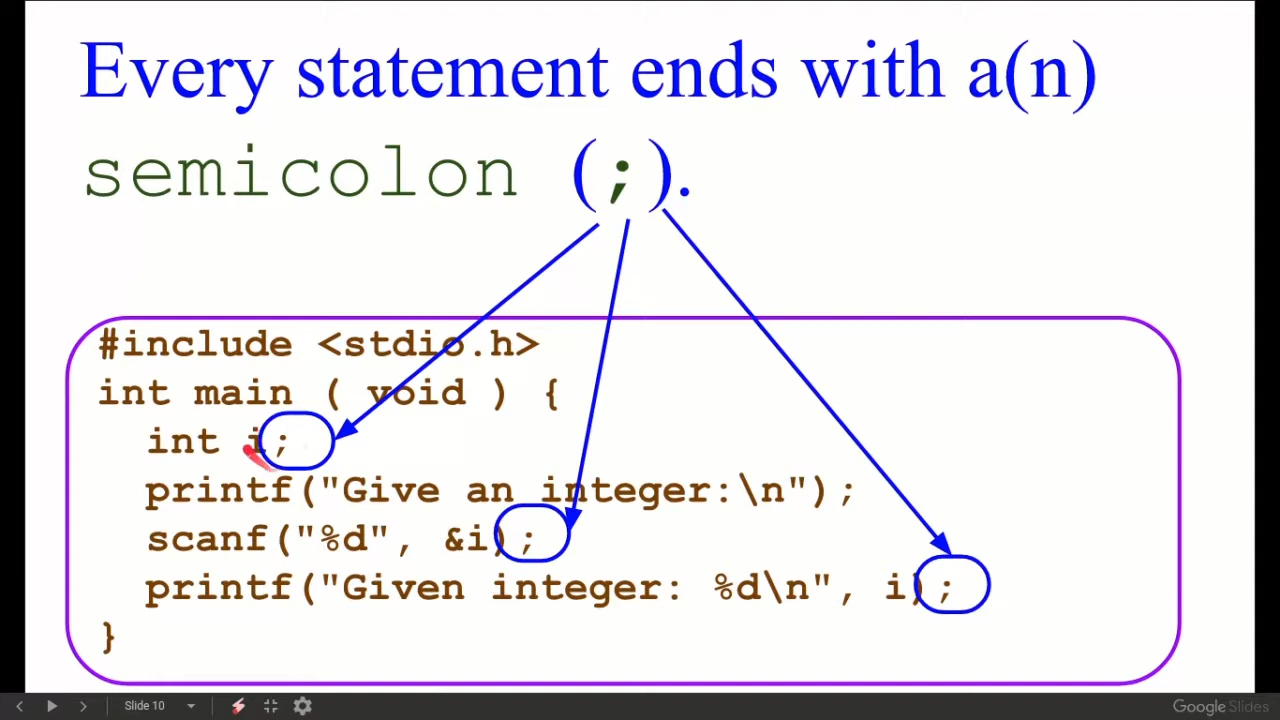 Every statement ends with a(n)
semicolon (;).
#include <stdio.h>
int main ( void ) {
int i;
printf("Give an integer:\n");
scanf("%d", &i);
printf("Given integer: %d\n", i);
}
Slide 10
Google Slides